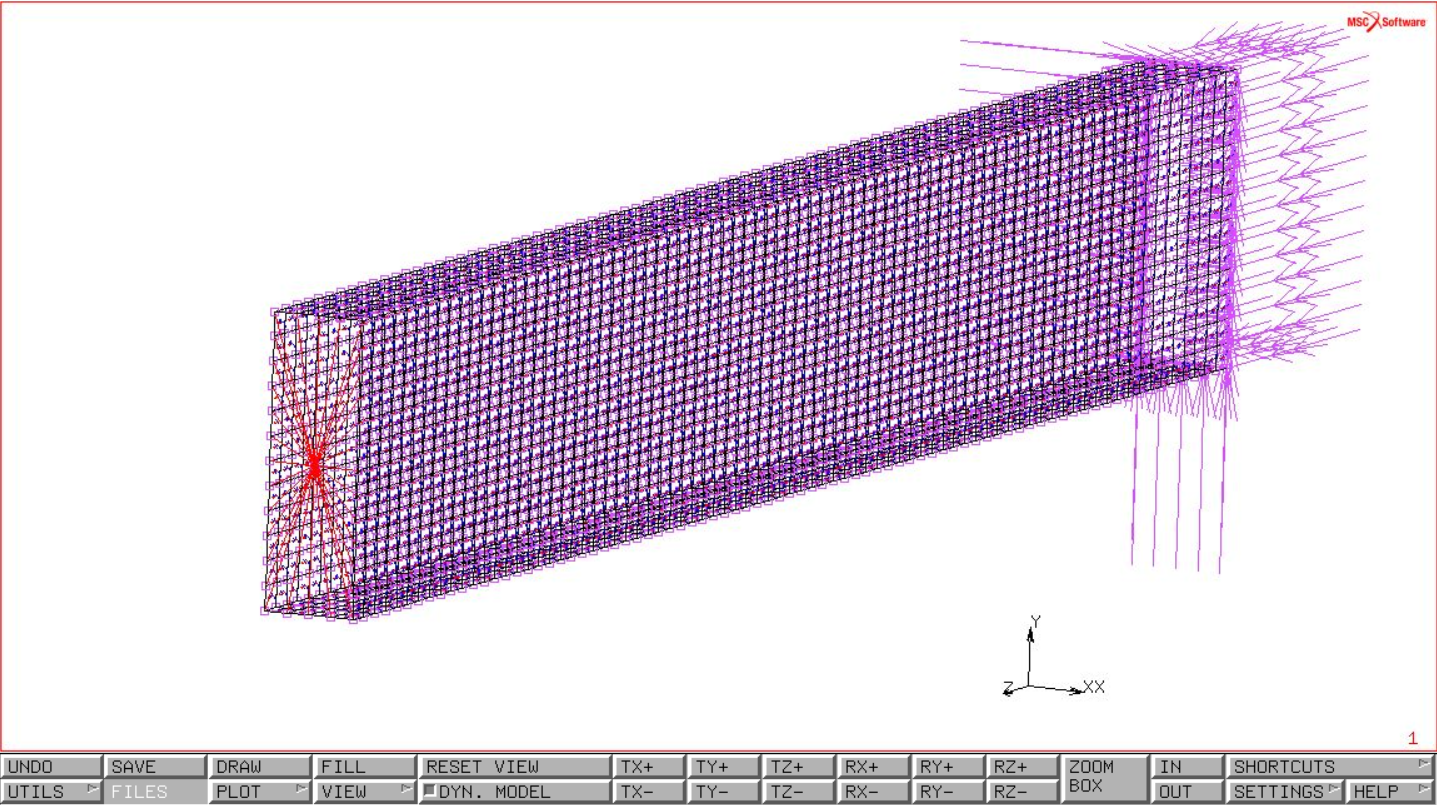 MSC Software
Y
Z
XX
1
UNDO SAVE DRAW FILL RESET VIEW TX+ TY+ TZ+ RX+ RY+ RZ+ ZOOM BOX IN SHORTCUTS
UTILS FILES PLOT VIEW DYN. MODEL TX- TY- TZ- RX- RY- RZ- OUT SETTINGS HELP